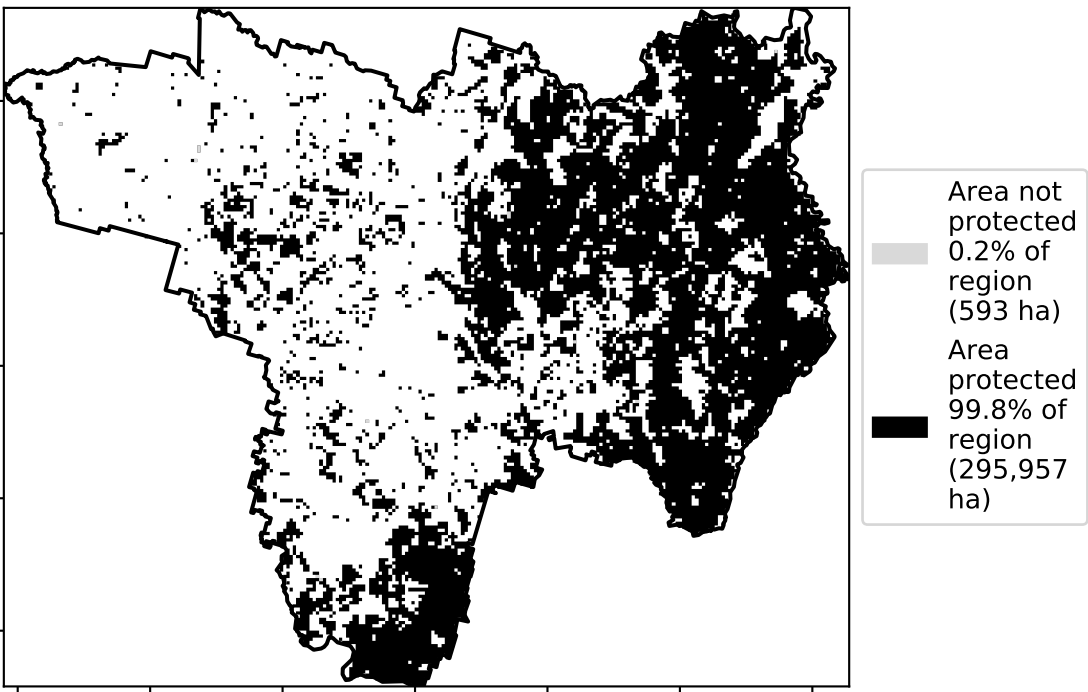 Area not
protected
0.2% of
region
(593 ha)
Area
protected
99.8% of
region
(295,957
ha)